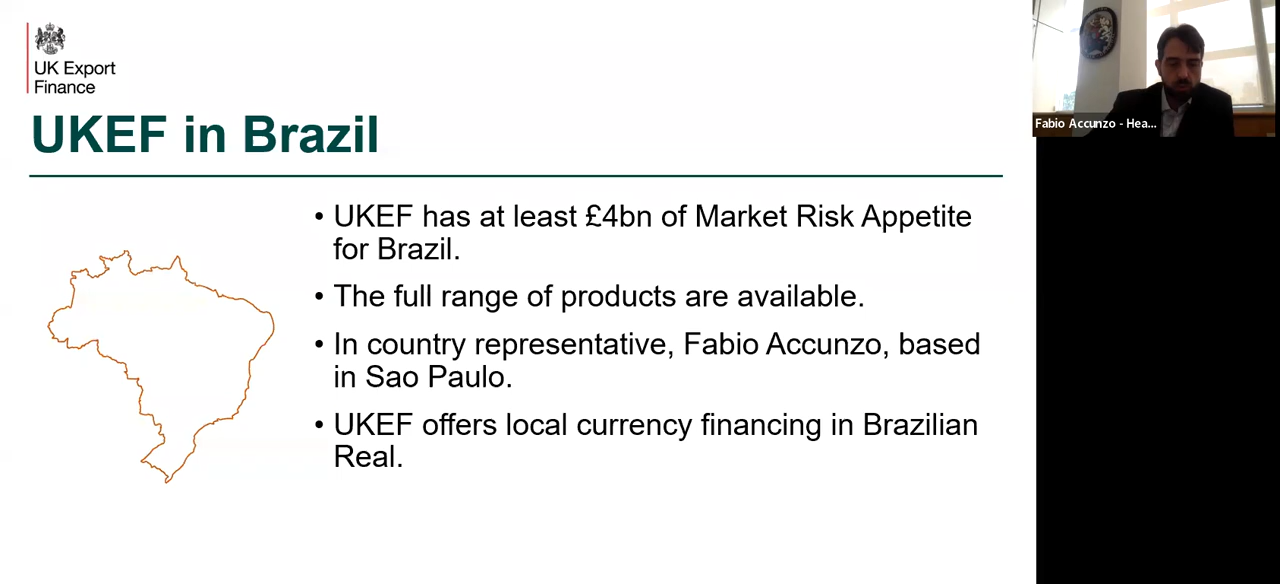 UK Export
Finance
UKEF in Brazil
• UKEF has at least £4bn of Market Risk Appetite
for Brazil.
• The full range of products are available.
• In country representative, Fabio Accunzo, based
in Sao Paulo.
• UKEF offers local currency financing in Brazilian
Real.
Fabio Accunzo - Hea...